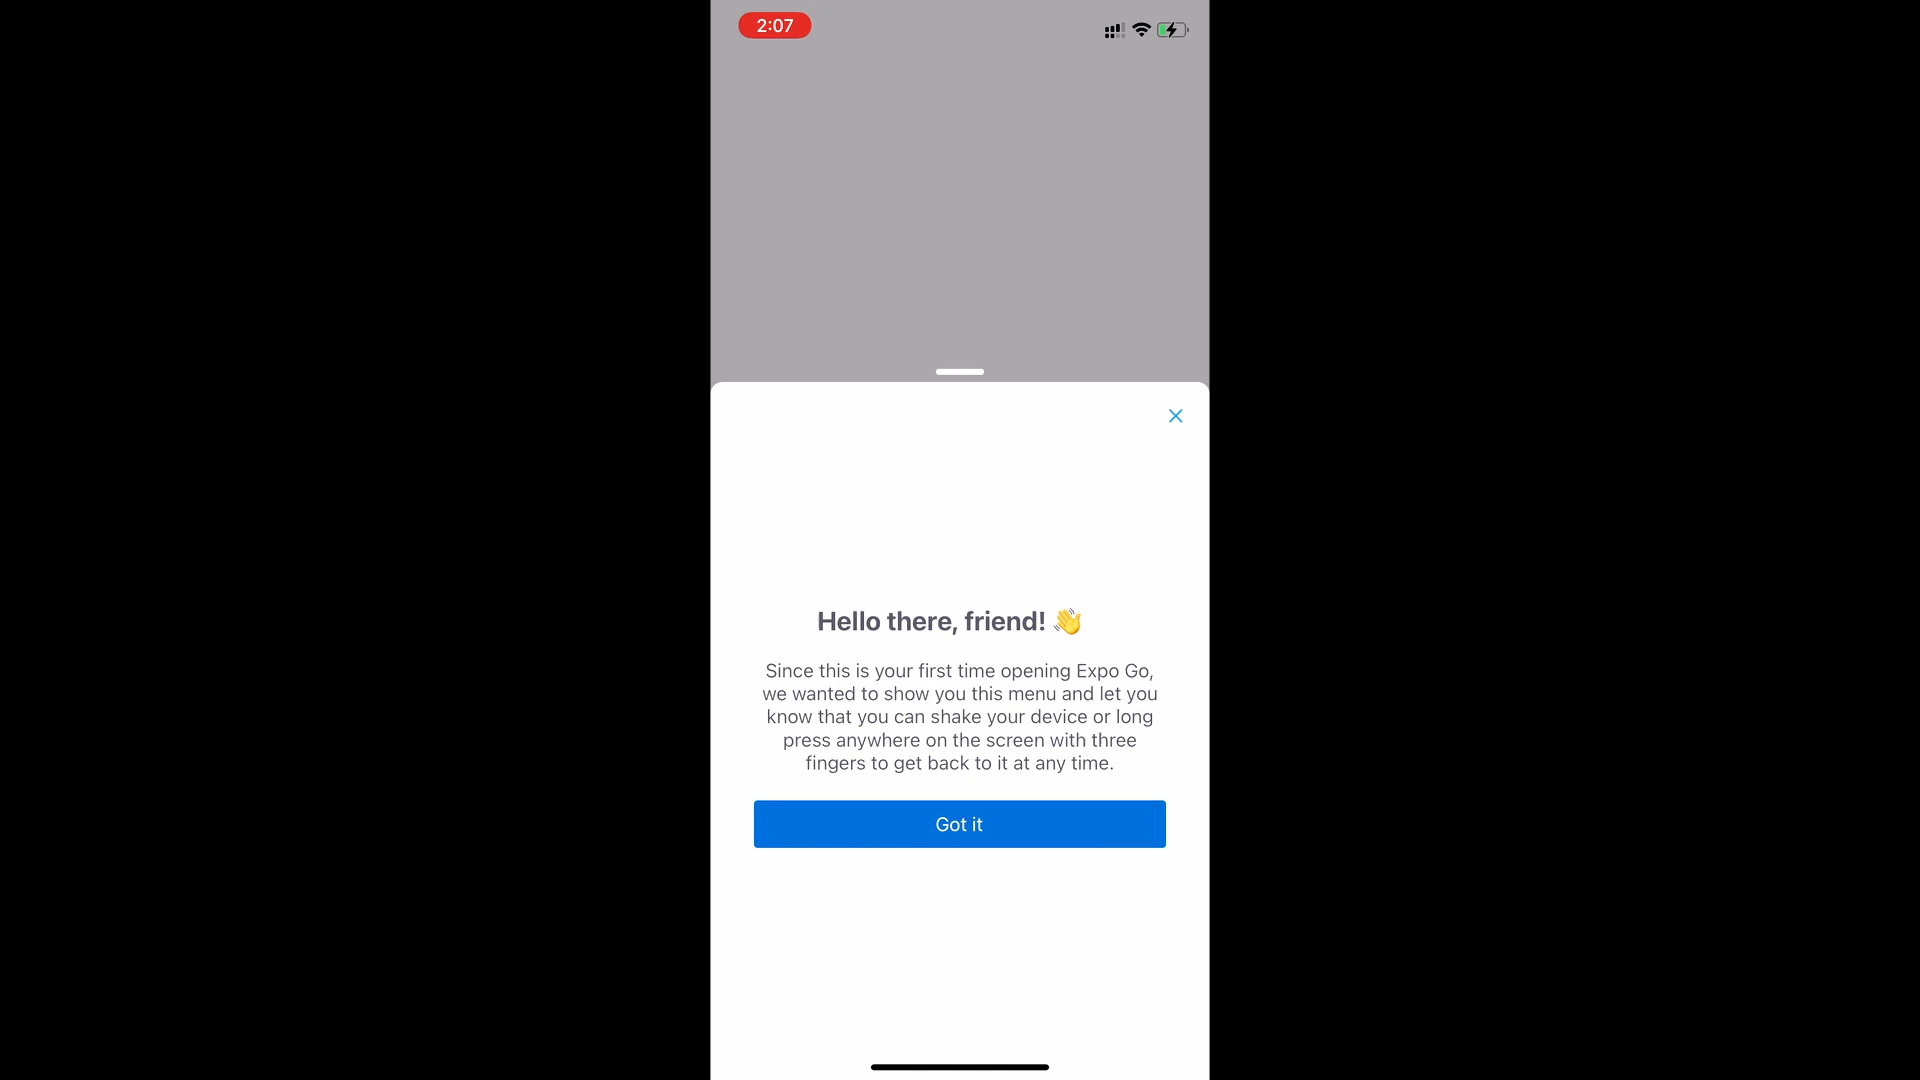 2:07
Hello there, friend! 👋
Since this is your first time opening Expo Go,
we wanted to show you this menu and let you
know that you can shake your device or long
press anywhere on the screen with three
fingers to get back to it at any time.
Got it